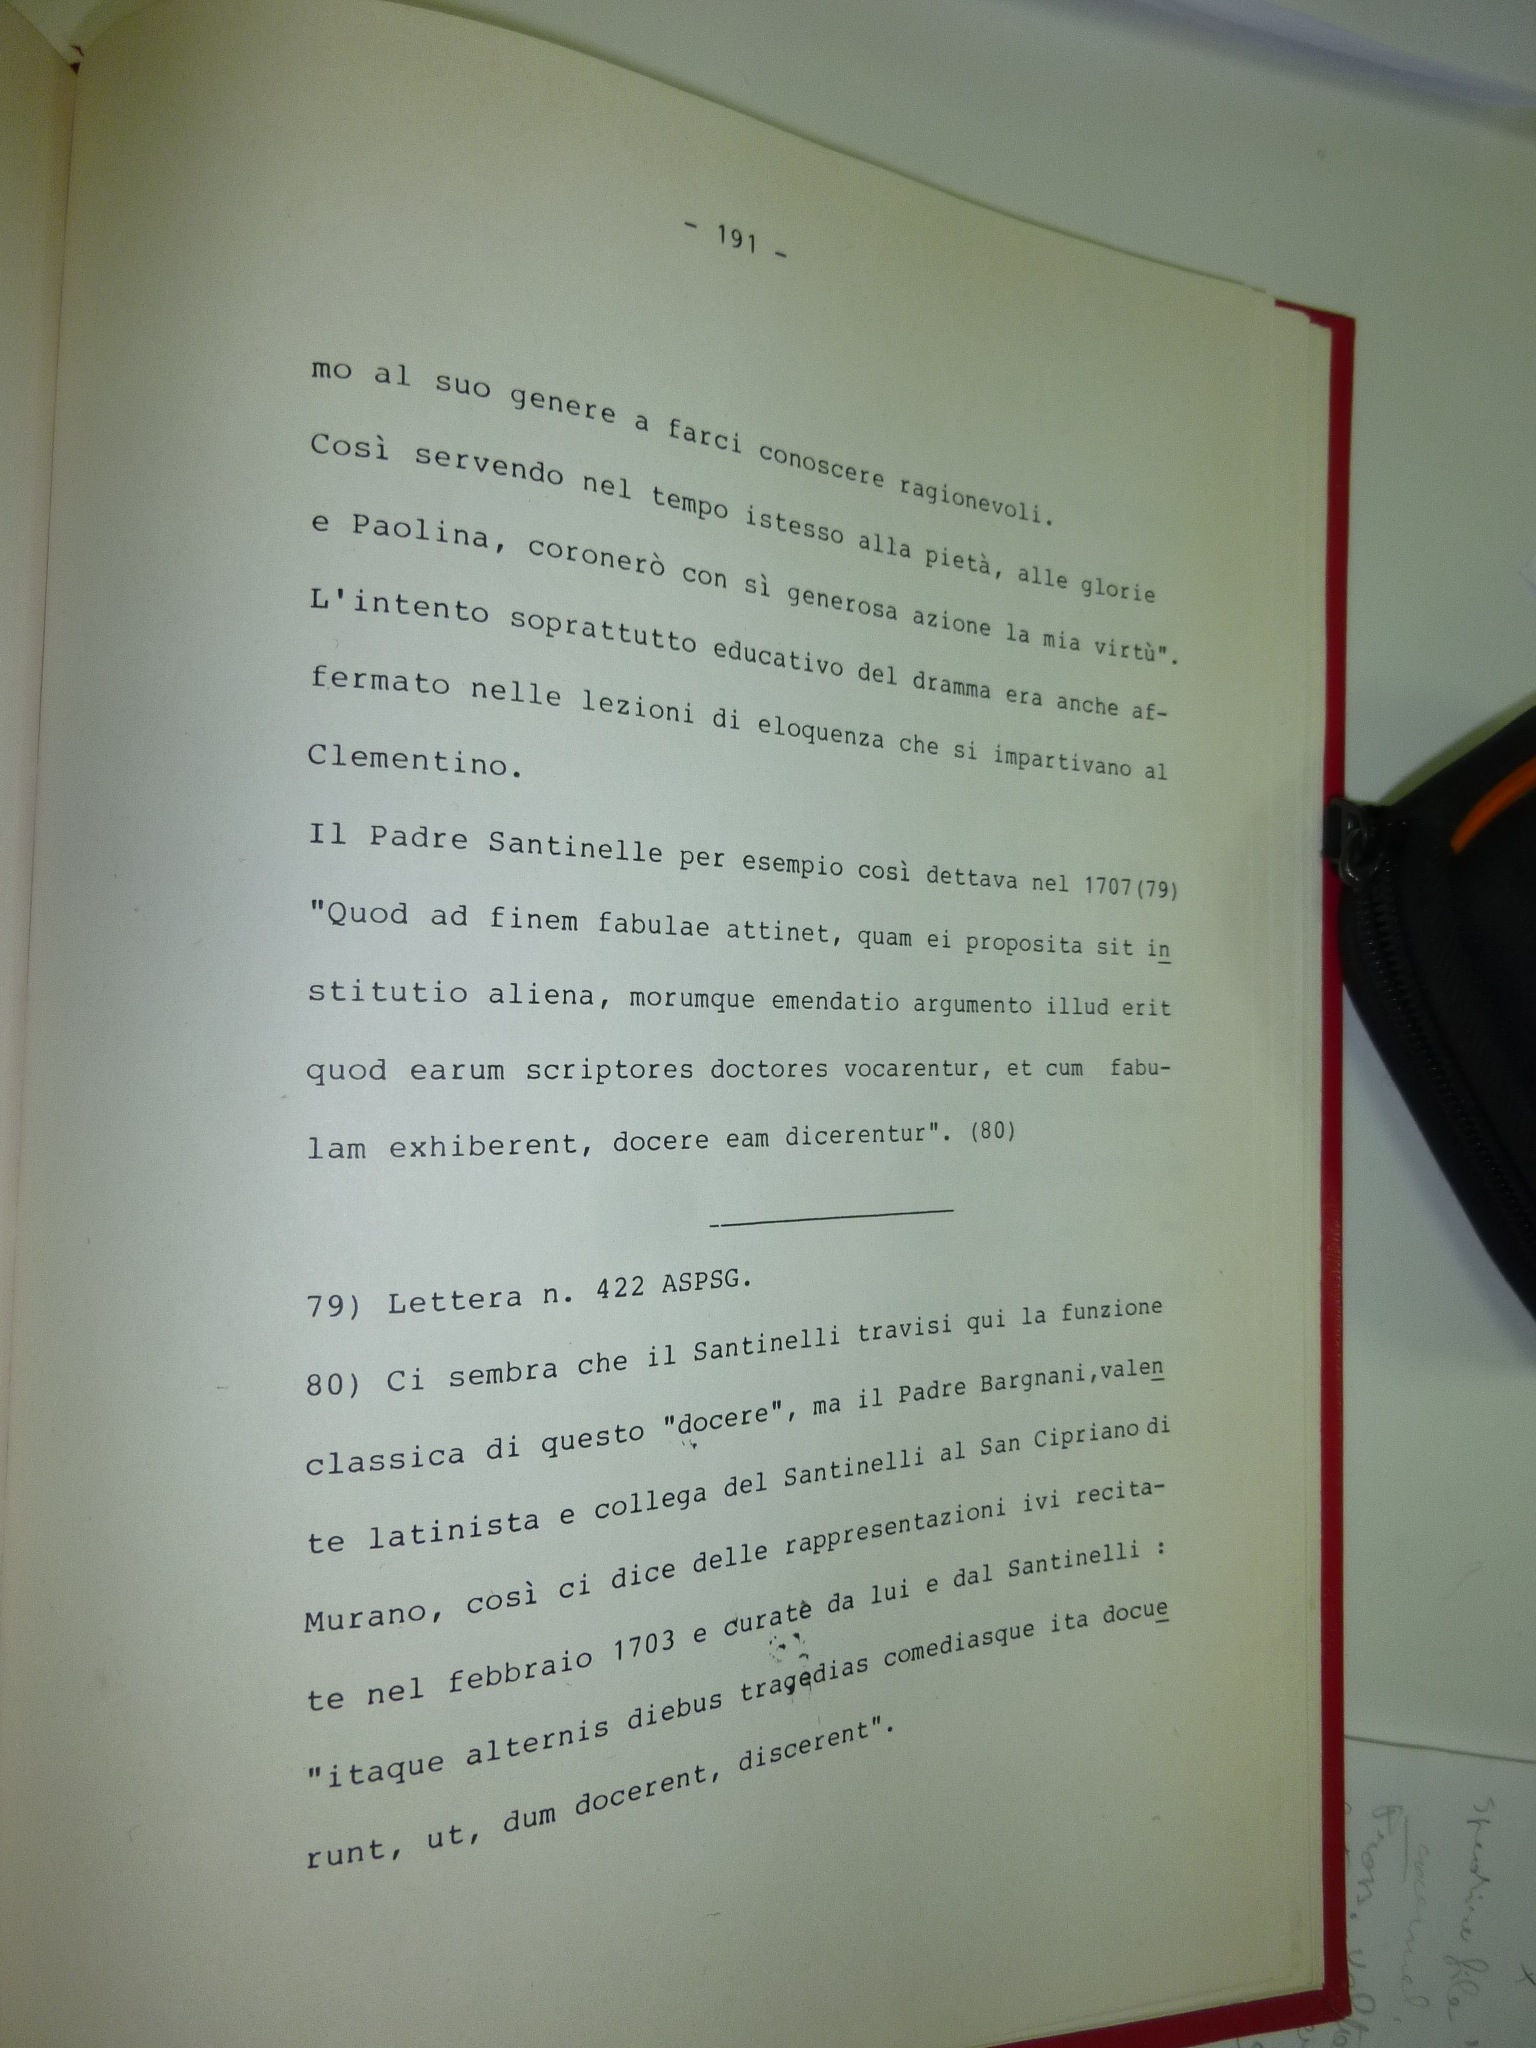 - 191 -
mo al suo genere a farci conoscere ragionevoli.
Così servendo nel tempo istesso alla pietà, alle glorie
e Paolina, coronerò con sì generosa azione la mia virtù".
L'intento soprattutto educativo del dramma era anche af-
fermato nelle lezioni di eloquenza che si impartivano al
Clementino.
Il Padre Santinelle per esempio così dettava nel 1707(79)
"Quod ad finem fabulae attinet, quam ei proposita sit in
stitutio aliena, morumque emendatio argumento illud erit
quod earum scriptores doctores vocarentur, et cum fabu-
lam exhiberent, docere eam dicerentur". (80)
79) Lettera n. 422 ASPSG.
80) Ci sembra che il Santinelli travisi qui la funzione
classica di questo "docere", ma il Padre Bargnani,valen
te latinista e collega del Santinelli al San Cipriano di
Murano, così ci dice delle rappresentazioni ivi recita-
te nel febbraio 1703 e curate da lui e dal Santinelli :
"itaque alternis diebus tragedias comediasque ita docue
runt, ut, dum docerent, discerent".